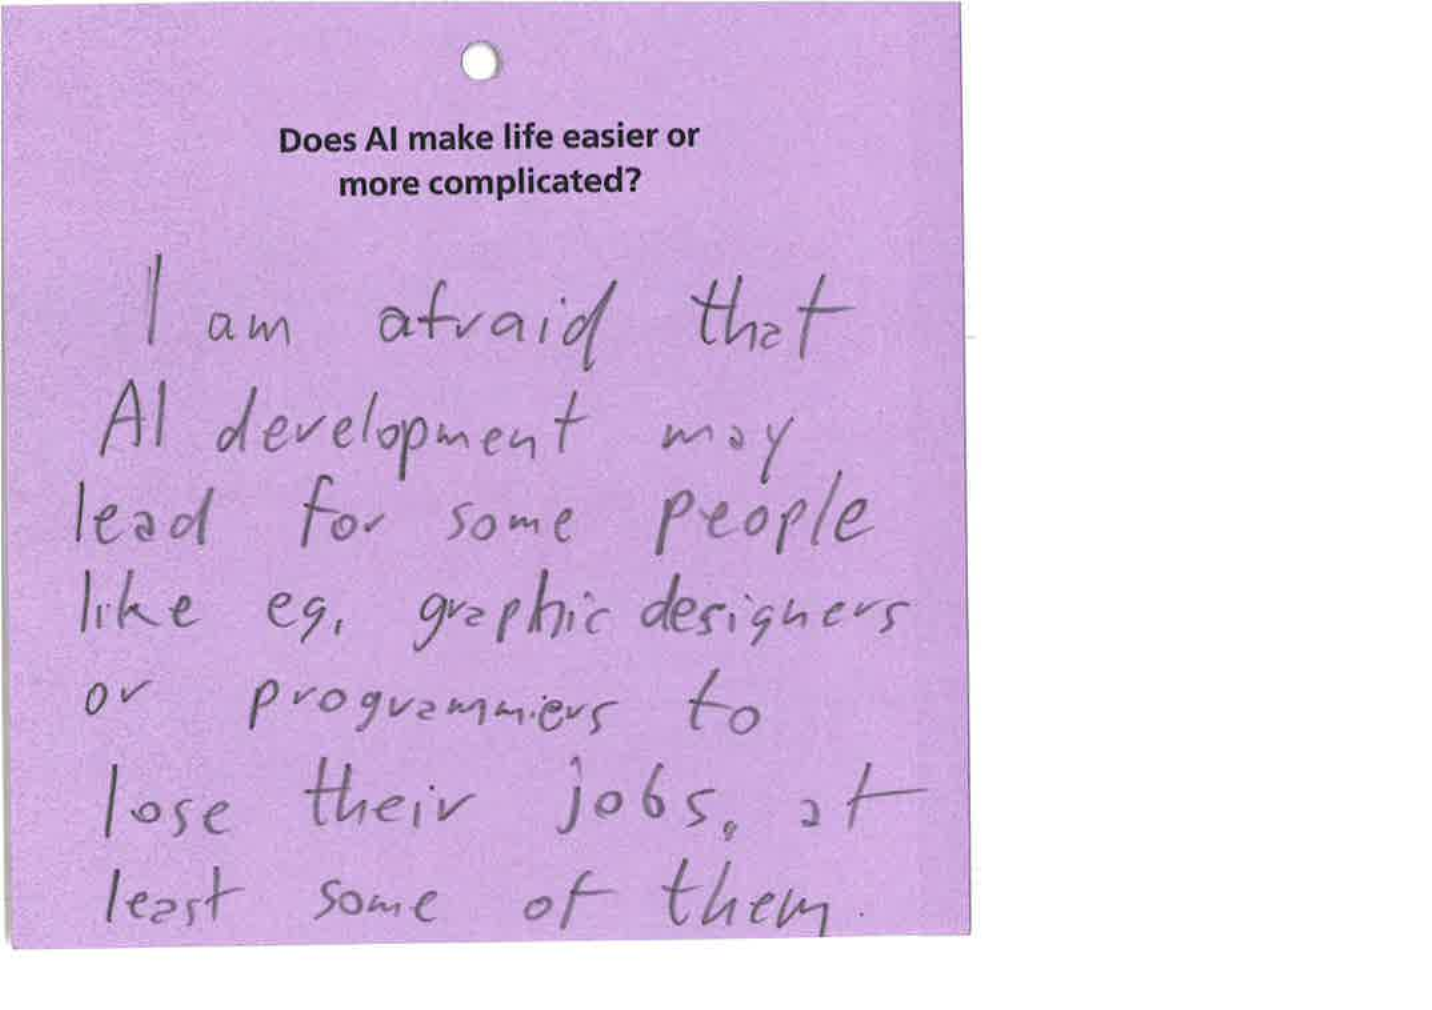 Does AI make life easier or
more complicated?
I am afraid that
AI development may
lead for some people
like eg. graphic designers
or programmiers to
lose their jobs, at
least some of them.